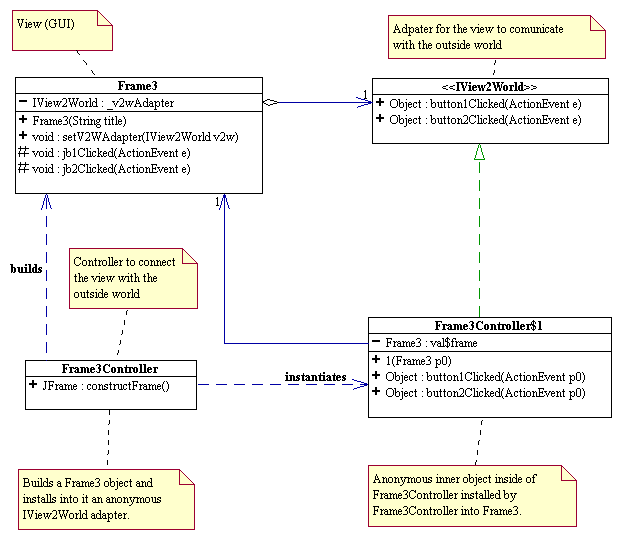 View (GUI)
Adpater for the view to comunicate
with the outside world
Frame3
− IView2World : _v2wAdapter
+ Frame3(String title)
+ void : setV2WAdapter(IView2World v2w)
# void : jb1Clicked(ActionEvent e)
# void : jb2Clicked(ActionEvent e)
1
<<IView2World>>
+ Object : button1Clicked(ActionEvent e)
+ Object : button2Clicked(ActionEvent e)
1
builds
Controller to connect
the view with the
outside world
Frame3Controller
+ JFrame : constructFrame()
instantiates
Frame3Controller$1
− Frame3 : val$frame
+ 1(Frame3 p0)
+ Object : button1Clicked(ActionEvent p0)
+ Object : button2Clicked(ActionEvent p0)
Builds a Frame3 object and
installs into it an anonymous
IView2World adapter.
Anonymous inner object inside of
Frame3Controller installed by
Frame3Controller into Frame3.